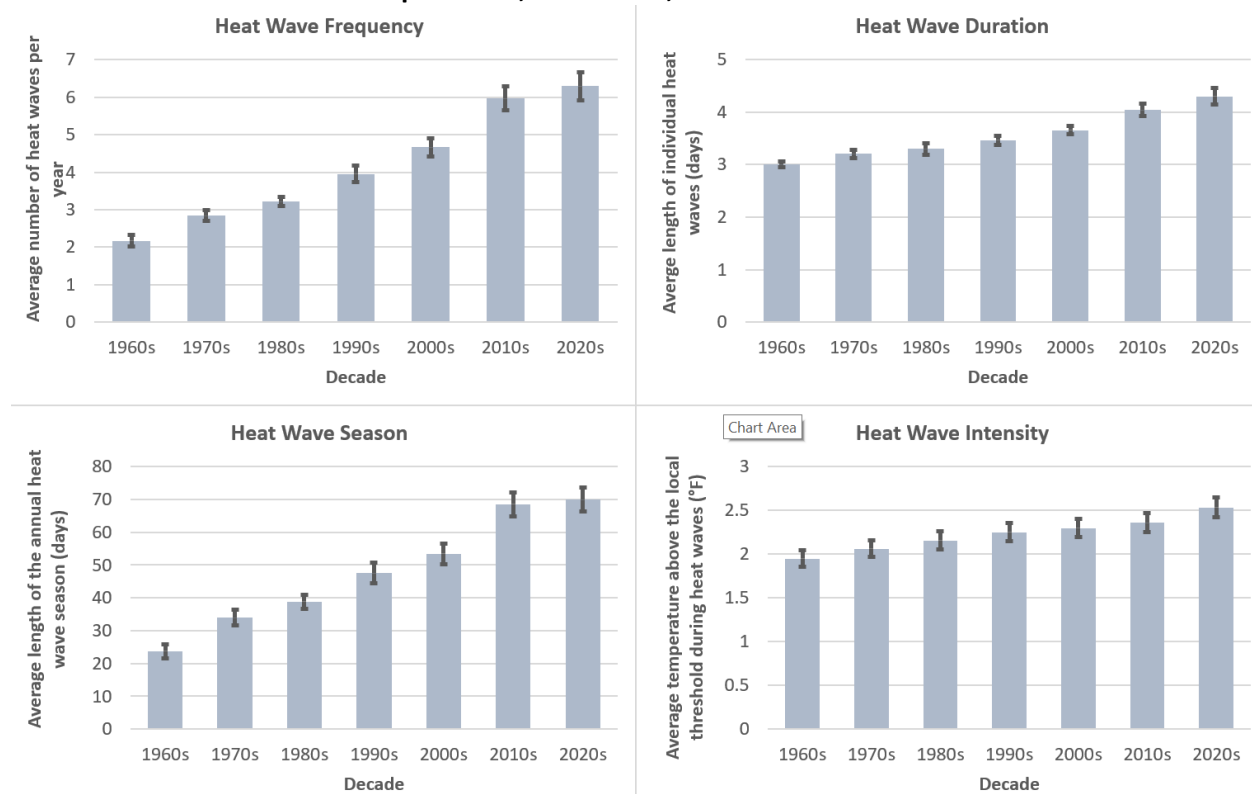 Heat Wave Frequency
Average number of heat waves per
year
7
6
5
4
3
2
1
0
1960s 1970s 1980s 1990s 2000s 2010s 2020s
Decade
Heat Wave Duration
Averge length of individual heat
waves (days)
5
4
3
2
1
0
1960s 1970s 1980s 1990s 2000s 2010s 2020s
Decade
Heat Wave Season
Average length of the annual heat
wave season (days)
80
70
60
50
40
30
20
10
0
1960s 1970s 1980s 1990s 2000s 2010s 2020s
Decade
Chart Area
Heat Wave Intensity
Average temperature above the local
threshold during heat waves (°F)
3
2.5
2
1.5
1
0.5
0
1960s 1970s 1980s 1990s 2000s 2010s 2020s
Decade